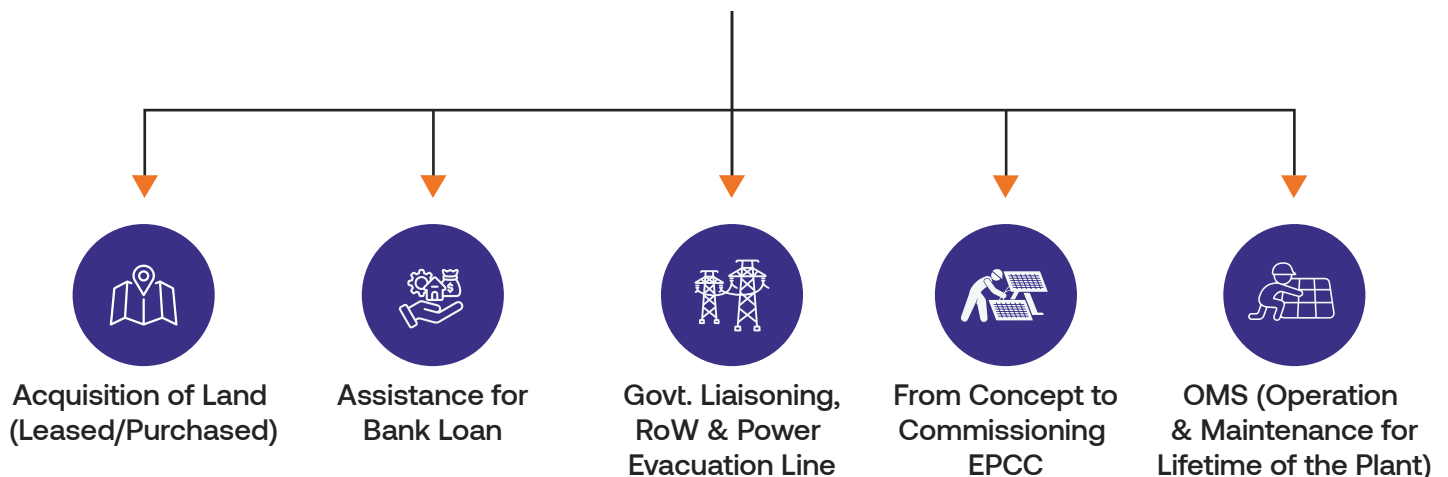 Acquisition of Land
(Leased/Purchased)
Assistance for
Bank Loan
Govt. Liaisoning,
RoW & Power
Evacuation Line
From Concept to
Commissioning
EPCC
OMS (Operation
& Maintenance for
Lifetime of the Plant)